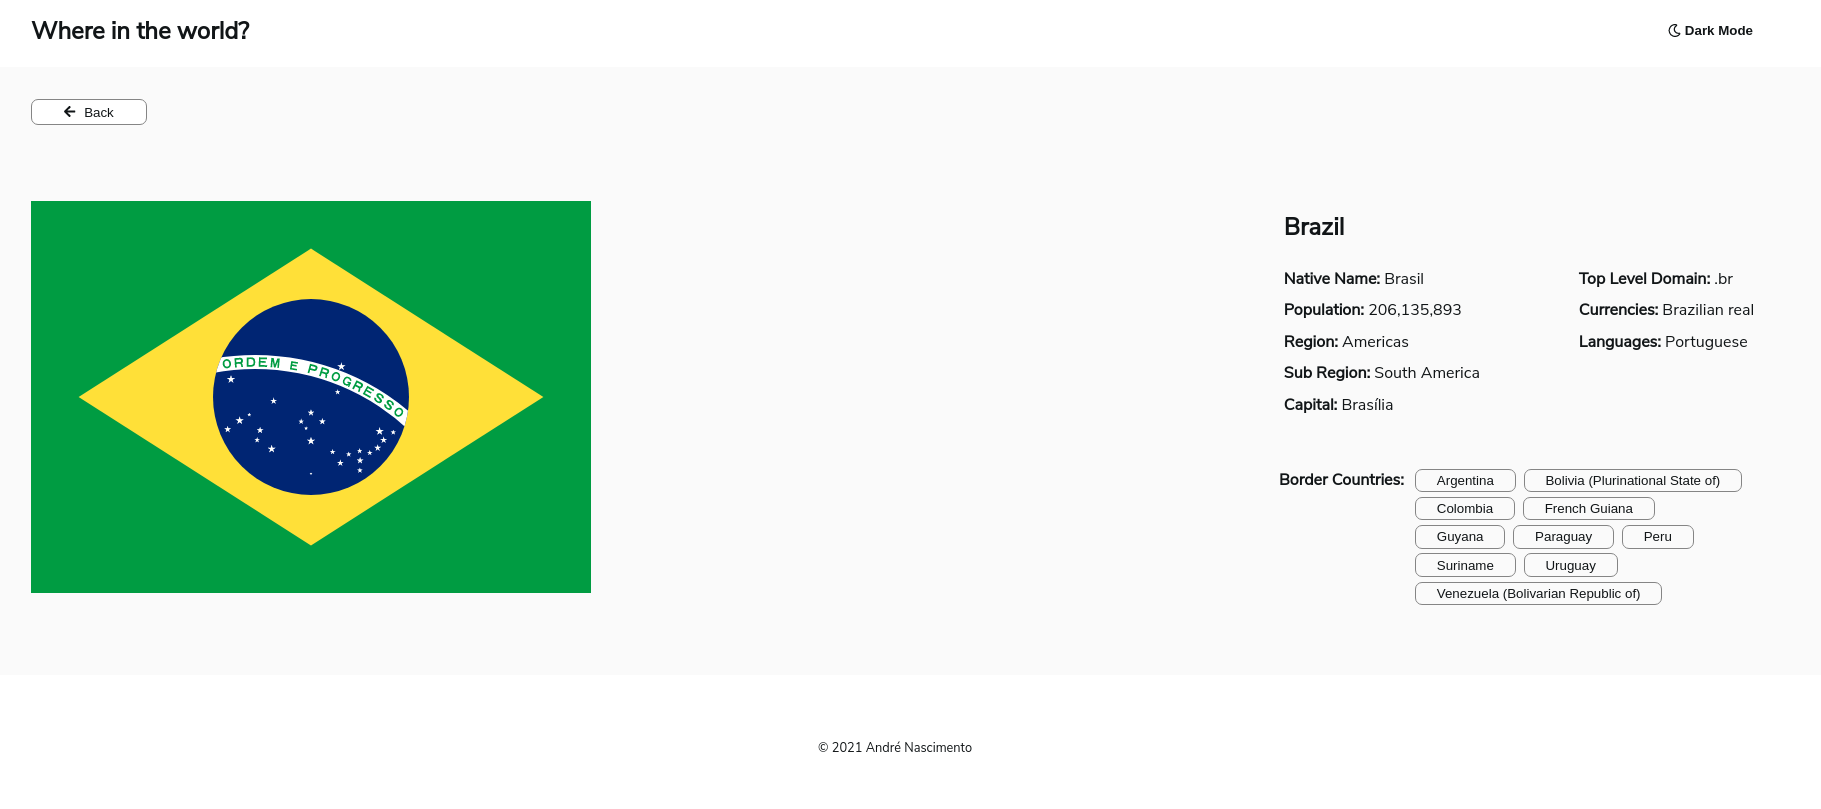 Where in the world?
Dark Mode
Back
ORDEM E PROGRESSO
Brazil
Native Name: Brasil
Population: 206,135,893
Region: Americas
Sub Region: South America
Capital: Brasília
Top Level Domain: .br
Currencies: Brazilian real
Languages: Portuguese
Border Countries: Argentina Bolivia (Plurinational State of)
Colombia French Guiana
Guyana Paraguay Peru
Suriname Uruguay
Venezuela (Bolivarian Republic of)
© 2021 André Nascimento